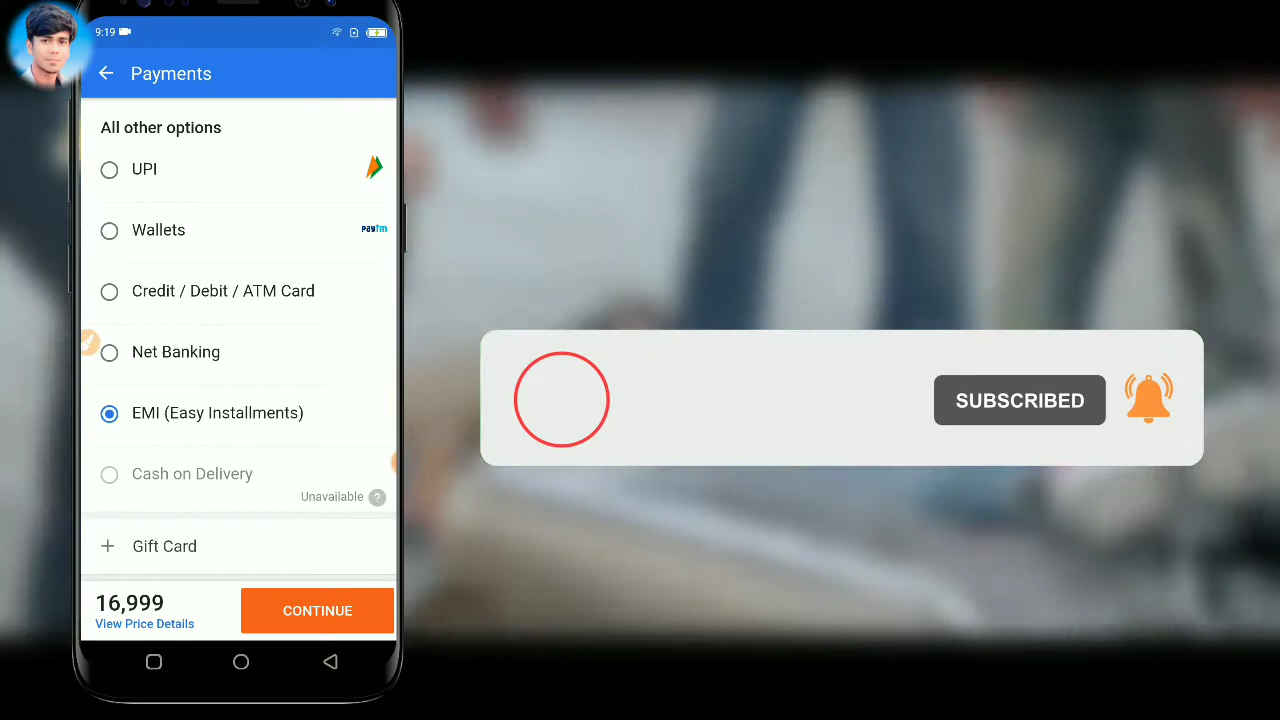 9:19
Payments
All other options
UPI
Wallets
Paytm
Credit / Debit / ATM Card
Net Banking
EMI (Easy Installments)
Cash on Delivery
Unavailable ?
+ Gift Card
16,999
View Price Details
CONTINUE
SUBSCRIBED